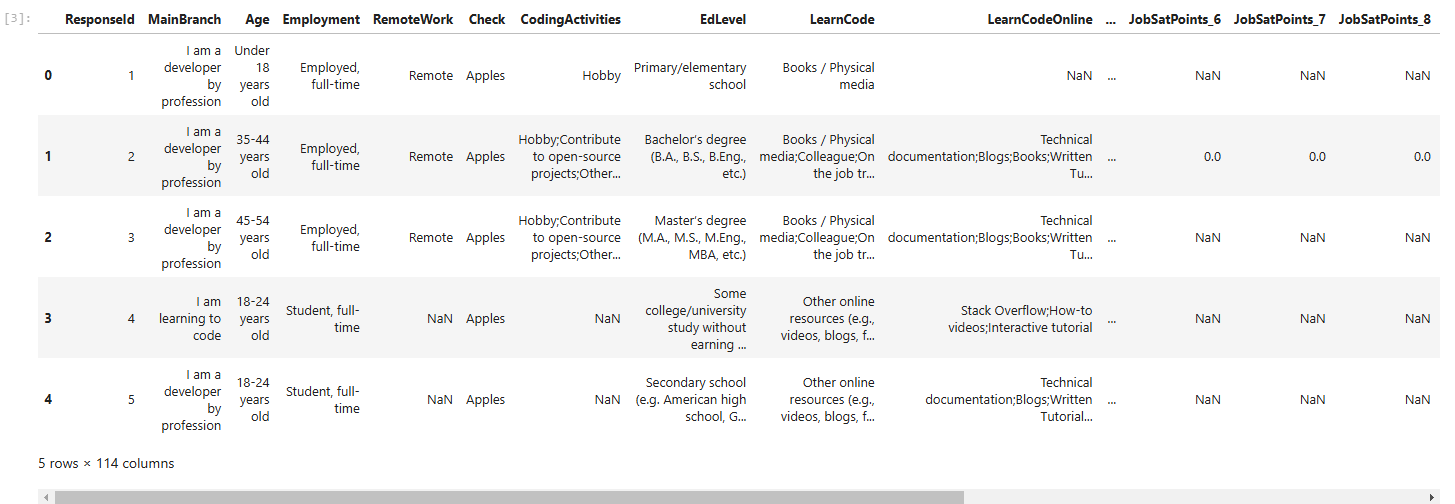 [3]:
ResponseId MainBranch Age Employment RemoteWork Check CodingActivities EdLevel LearnCode LearnCodeOnline ... JobSatPoints_6 JobSatPoints_7 JobSatPoints_8
0 1 I am a developer by profession Under 18 years old Employed, full-time Remote Apples Hobby Primary/elementary school Books / Physical media NaN ... NaN NaN NaN
1 2 I am a developer by profession 35-44 years old Employed, full-time Remote Apples Hobby;Contribute to open-source projects;Other... Bachelor's degree (B.A., B.S., B.Eng., etc.) Books / Physical media;Colleague;On the job tr... Technical documentation;Blogs;Books;Written Tu... ... 0.0 0.0 0.0
2 3 I am a developer by profession 45-54 years old Employed, full-time Remote Apples Hobby;Contribute to open-source projects;Other... Master's degree (M.A., M.S., M.Eng., MBA, etc.) Books / Physical media;Colleague;On the job tr... Technical documentation;Blogs;Books;Written Tu... ... NaN NaN NaN
3 4 I am learning to code 18-24 years old Student, full-time NaN Apples NaN Some college/university study without earning ... Other online resources (e.g., videos, blogs, f... Stack Overflow;How-to videos;Interactive tutorial ... NaN NaN NaN
4 5 I am a developer by profession 18-24 years old Student, full-time NaN Apples NaN Secondary school (e.g. American high school, G... Other online resources (e.g., videos, blogs, f... Technical documentation;Blogs;Written Tutorial... ... NaN NaN NaN
5 rows × 114 columns